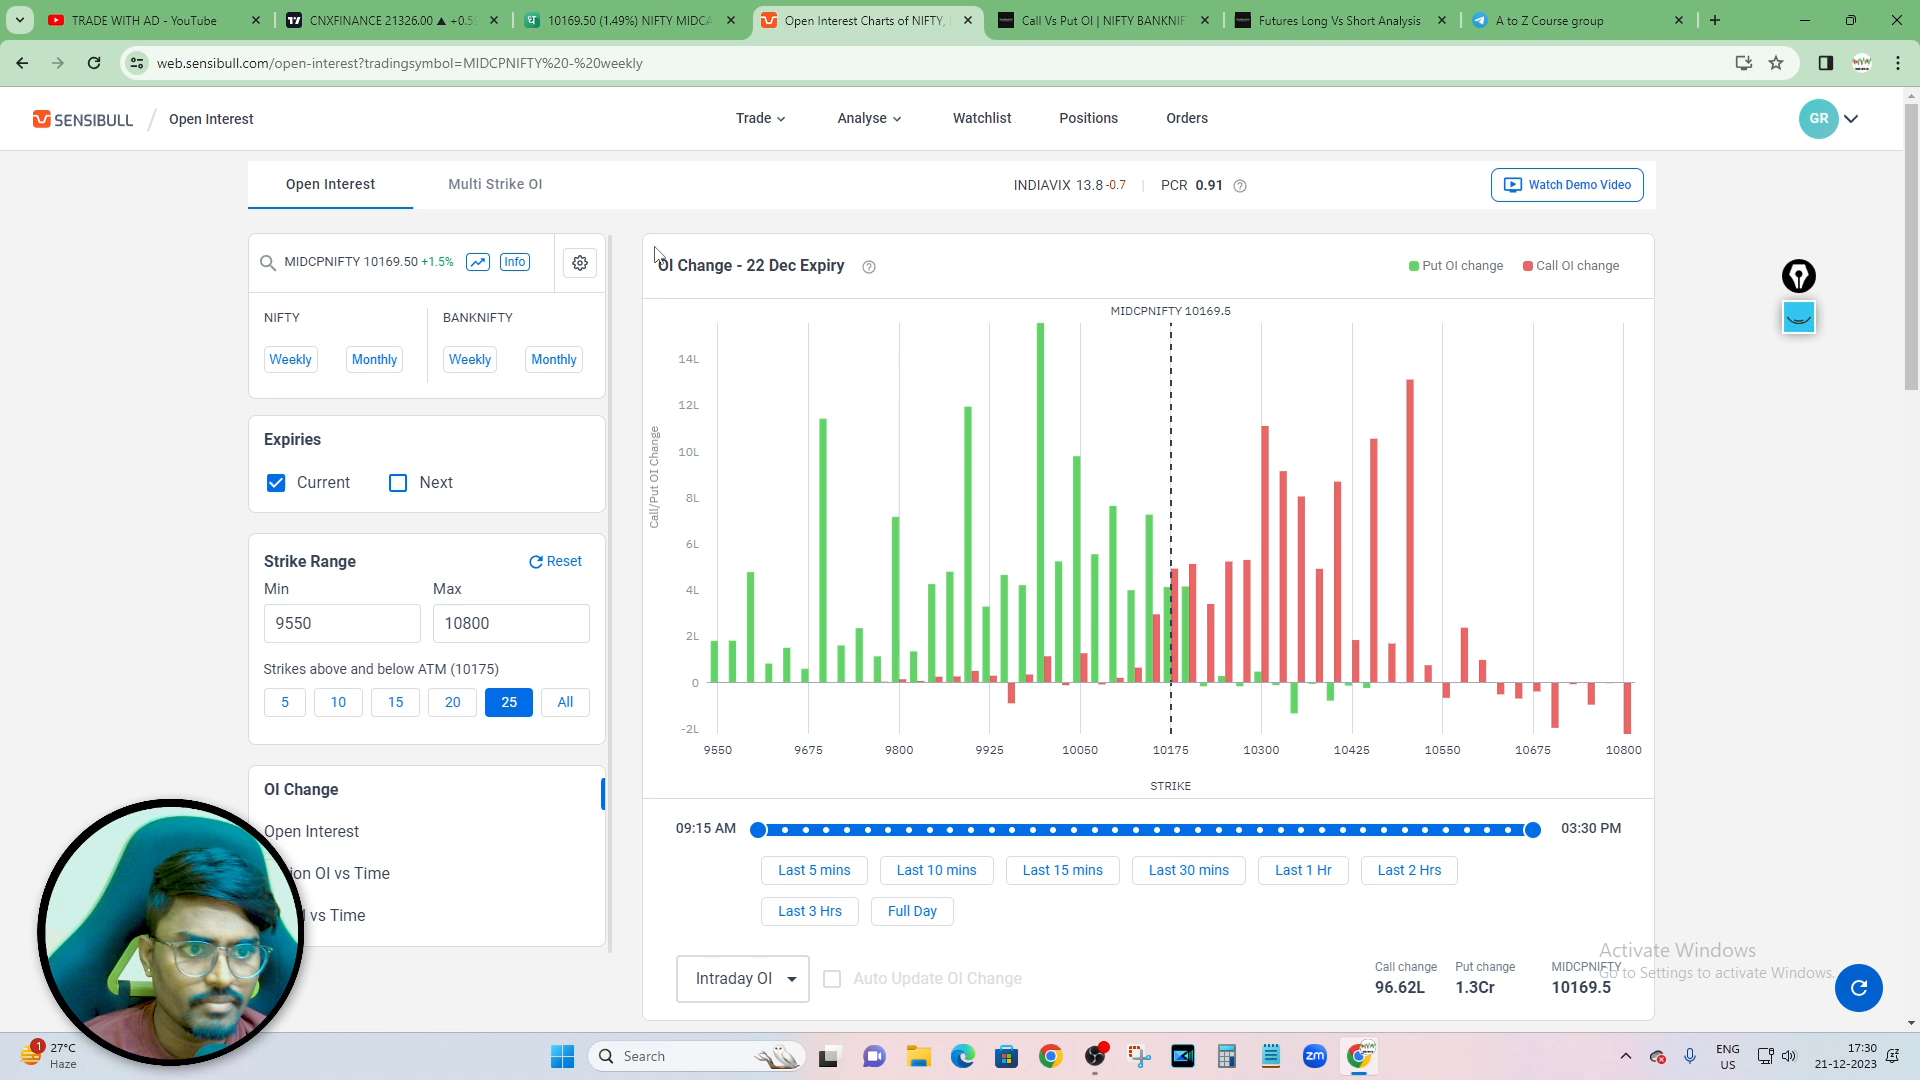 TRADE WITH AD - YouTube
CNXFINANCE 21326.00 ▲ +0.5
10169.50 (1.49%) NIFTY MIDCA
Open Interest Charts of NIFTY,
Call Vs Put OI | NIFTY BANKNIF
Futures Long Vs Short Analysis
A to Z Course group
web.sensibull.com/open-interest?tradingsymbol=MIDCPNIFTY%20-%20weekly
SENSIBULL / Open Interest
Trade
Analyse
Watchlist
Positions
Orders
GR
Open Interest
Multi Strike OI
INDIAVIX 13.8 -0.7
PCR 0.91
Watch Demo Video
MIDCPNIFTY 10169.50 +1.5%
Info
NIFTY
BANKNIFTY
Weekly
Monthly
Weekly
Monthly
Expiries
Current
Next
Strike Range
Reset
Min
Max
9550
10800
Strikes above and below ATM (10175)
5
10
15
20
25
All
OI Change
Open Interest
ion OI vs Time
vs Time
OI Change - 22 Dec Expiry
Put OI change
Call OI change
MIDCPNIFTY 10169.5
Call/Put OI Change
14L
12L
10L
8L
6L
4L
2L
0
-2L
9550
9675
9800
9925
10050
10175
10300
10425
10550
10675
10800
STRIKE
09:15 AM
03:30 PM
Last 5 mins
Last 10 mins
Last 15 mins
Last 30 mins
Last 1 Hr
Last 2 Hrs
Last 3 Hrs
Full Day
Intraday OI
Auto Update OI Change
Call change
96.62L
Put change
1.3Cr
MIDCPNIFTY
10169.5
Activate Windows
Go to Settings to activate Windows.
1
27°C
Haze
Search
zm
ENG
US
17:30
21-12-2023